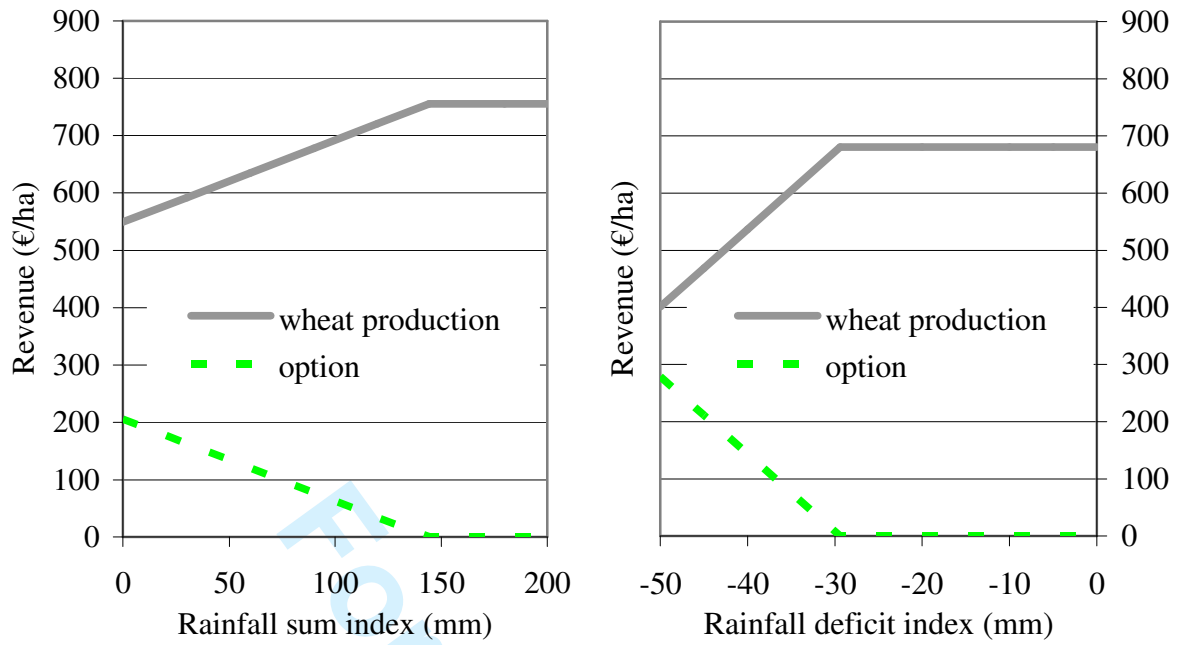 900
800
700
600
500
400
300
200
100
0
Revenue (€/ha)
wheat production
option
0 50 100 150 200
Rainfall sum index (mm)
Revenue (€/ha)
wheat production
option
900
800
700
600
500
400
300
200
100
0
-50 -40 -30 -20 -10 0
Rainfall deficit index (mm)
Fo